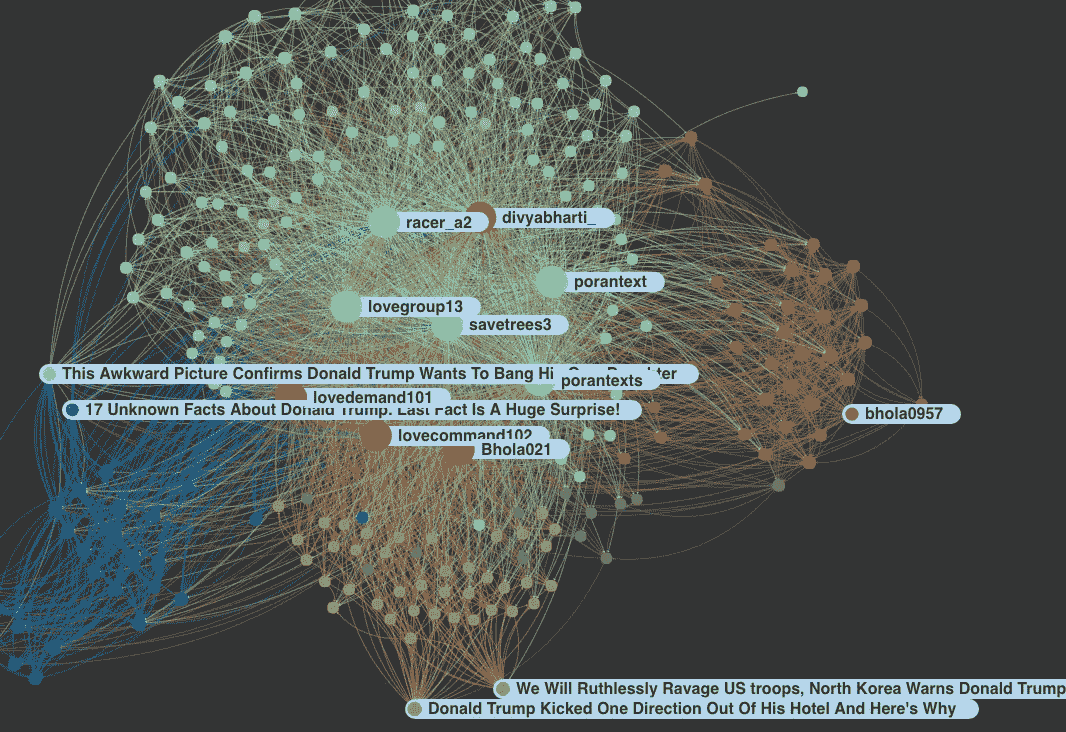 racer_a2
divyabharti_
porantext
lovegroup13
savetrees3
This Awkward Picture Confirms Donald Trump Wants To Bang Hi
porantexts
lovedemand101
17 Unknown Facts About Donald Trump. Last Fact Is A Huge Surprise!
bhola0957
lovecommand102
Bhola021
We Will Ruthlessly Ravage US troops, North Korea Warns Donald Trump
Donald Trump Kicked One Direction Out Of His Hotel And Here's Why